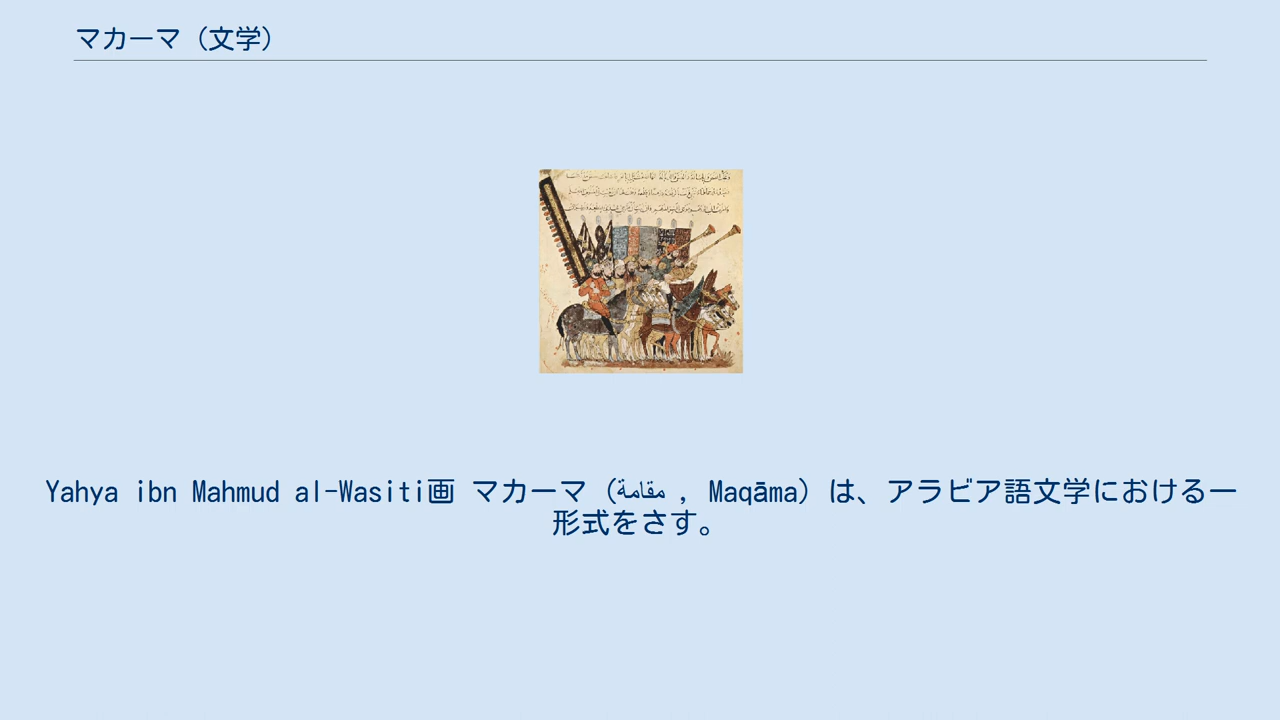 マカーマ（文学）
Yahya ibn Mahmud al-Wasiti画 マカーマ（مقامة , Maqāma）は、アラビア語文学における一
形式をさす。